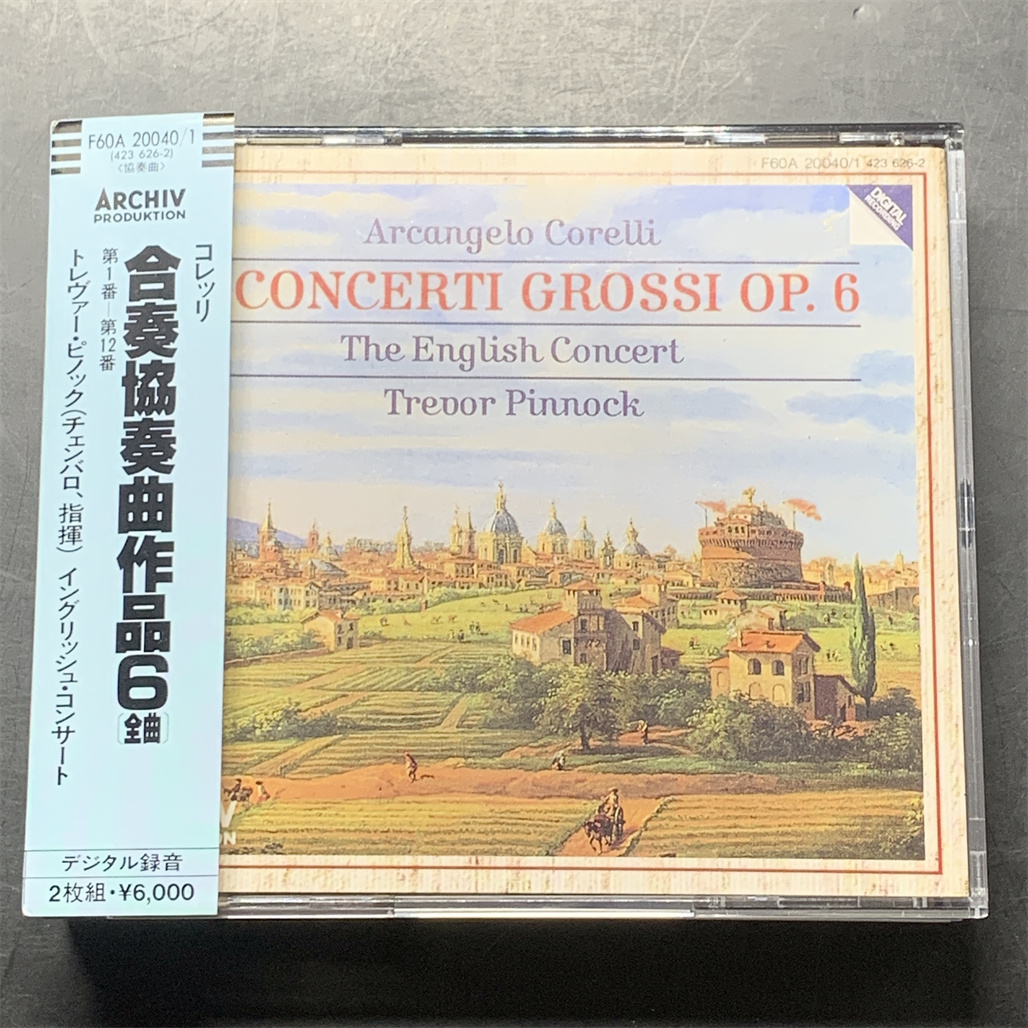 F60A 20040/1
(423 626-2)
〈協奏曲〉
ARCHIV
PRODUKTION
コレッリ
合奏協奏曲作品6〔全曲〕
第1番—第12番
トレヴァー・ピノック(チェンバロ、指揮) イングリッシュ・コンサート
デジタル録音
2枚組・¥6,000
F60A 20040/1 423 626-2
DIGITAL
RECORDING
Arcangelo Corelli
CONCERTI GROSSI OP. 6
The English Concert
Trevor Pinnock
V
ON